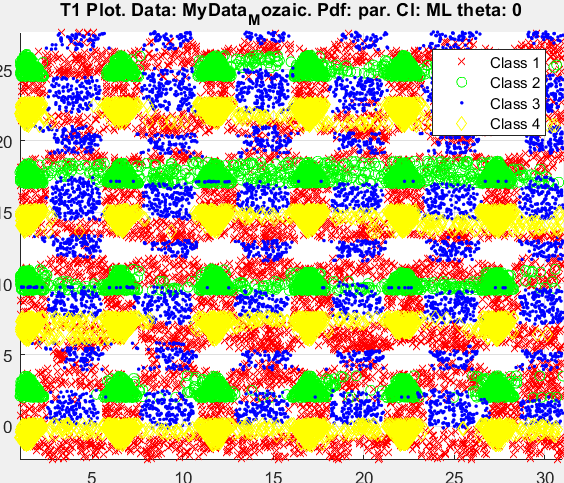 T1 Plot. Data: MyData_Mozaic. Pdf: par. Cl: ML theta: 0
Class 1
Class 2
Class 3
Class 4
25
20
15
10
5
0
5 10 15 20 25 30